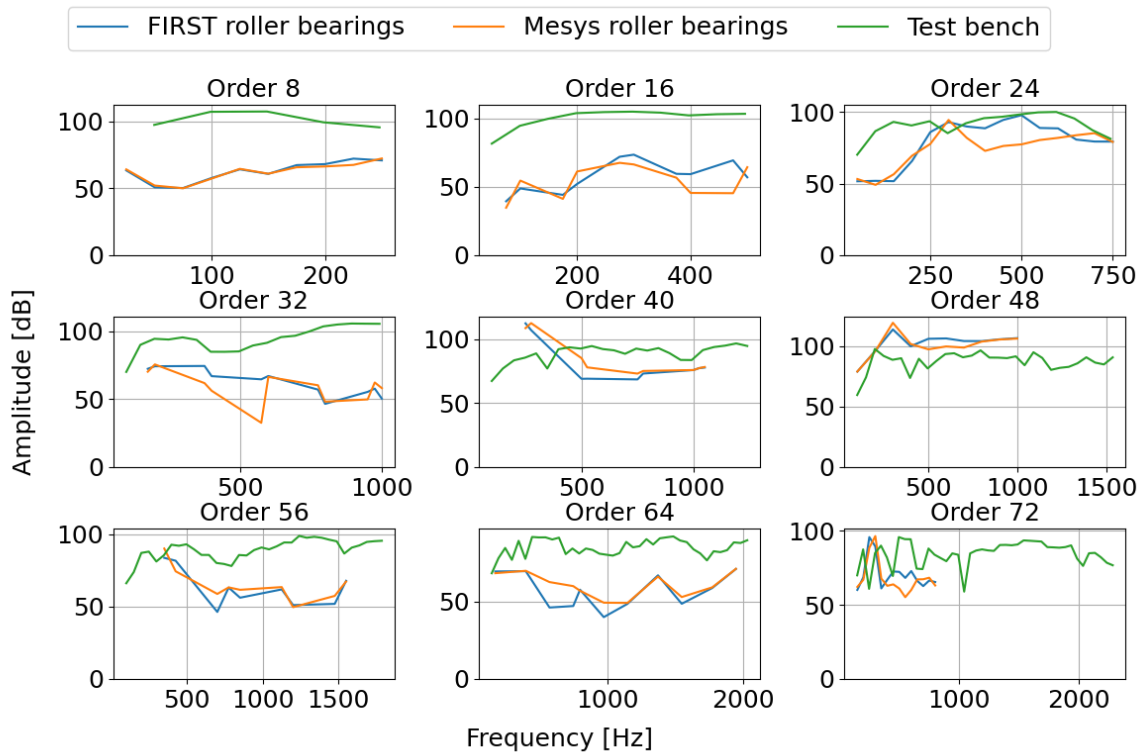 FIRST roller bearings Mesys roller bearings Test bench
Order 8 Order 16 Order 24
100 100 100
50 50 50
0 0 0
100 200 200 400 250 500 750
Order 32 Order 40 Order 48
100 100 100
50 50 50
0 0 0
500 1000 500 1000 500 1000 1500
Order 56 Order 64 Order 72
100 100
50 50 50
0 0 0
500 1000 1500 1000 2000 1000 2000
Amplitude [dB]
Frequency [Hz]